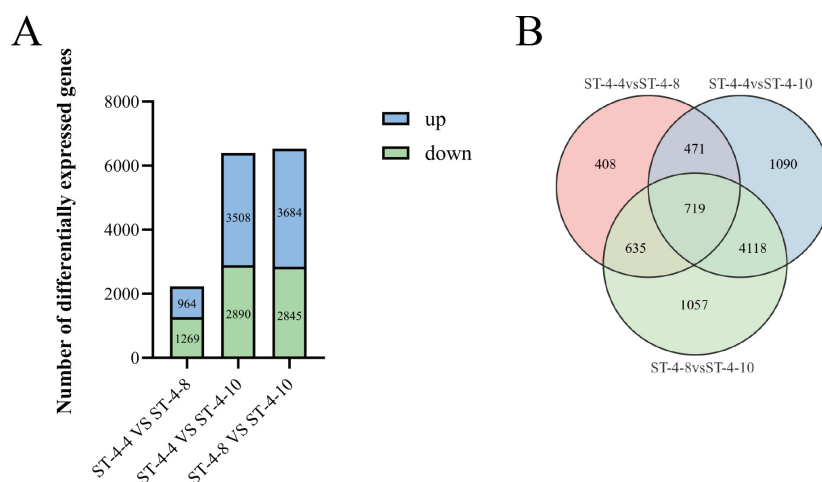 A
Number of differentially expressed genes
8000
6000
4000
2000
0
964
1269
3508
2890
3684
2845
ST-4-4 VS ST-4-8
ST-4-4 VS ST-4-10
ST-4-8 VS ST-4-10
up
down
B
ST-4-4vsST-4-8
ST-4-4vsST-4-10
408
471
1090
719
635
4118
1057
ST-4-8vsST-4-10